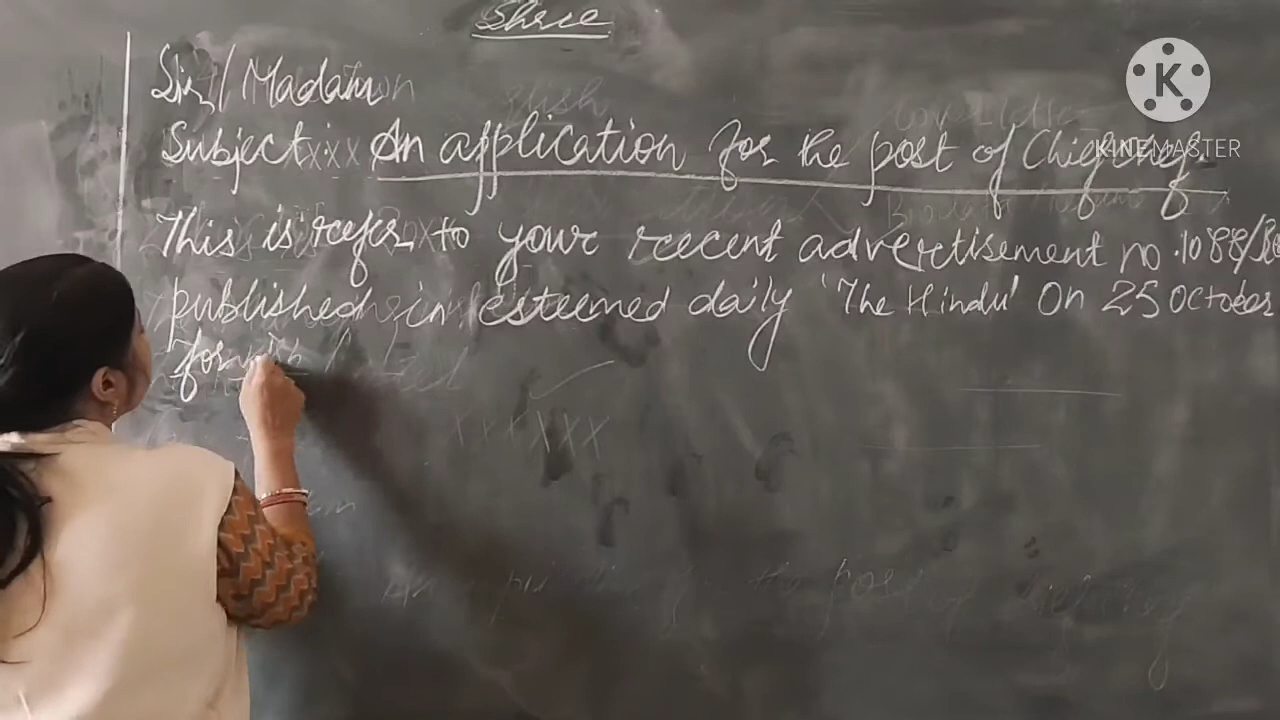 Shree
Sir/Madam
Subject: An application for the post of Chief Chef.
KINEMASTER
This is refer to your recent advertisement no.1088/
published in esteemed daily 'The Hindu' On 25 October
for